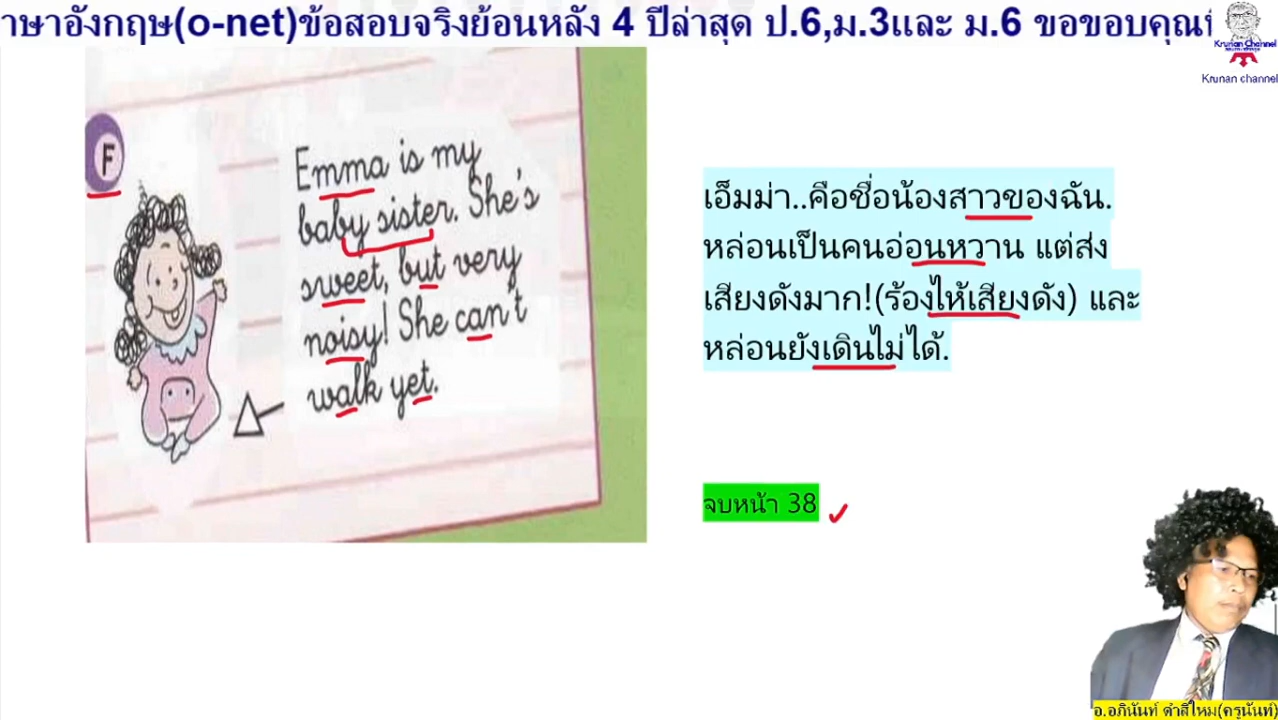 าษาอังกฤษ(o-net)ข้อสอบจริงย้อนหลัง 4 ปีล่าสุด ป.6,ม.3และ ม.6 ขอขอบคุณ
Krunan Channel
Krunan channel
F
Emma is my
baby sister. She's
sweet, but very
noisy! She can't
walk yet.
เอ็มม่า..คือชื่อน้องสาวของฉัน.
หล่อนเป็นคนอ่อนหวาน แต่ส่ง
เสียงดังมาก!(ร้องไห้เสียงดัง) และ
หล่อนยังเดินไม่ได้.
จบหน้า 38
อ.อภินันท์ ดำสีใหม(ครูนันท์)